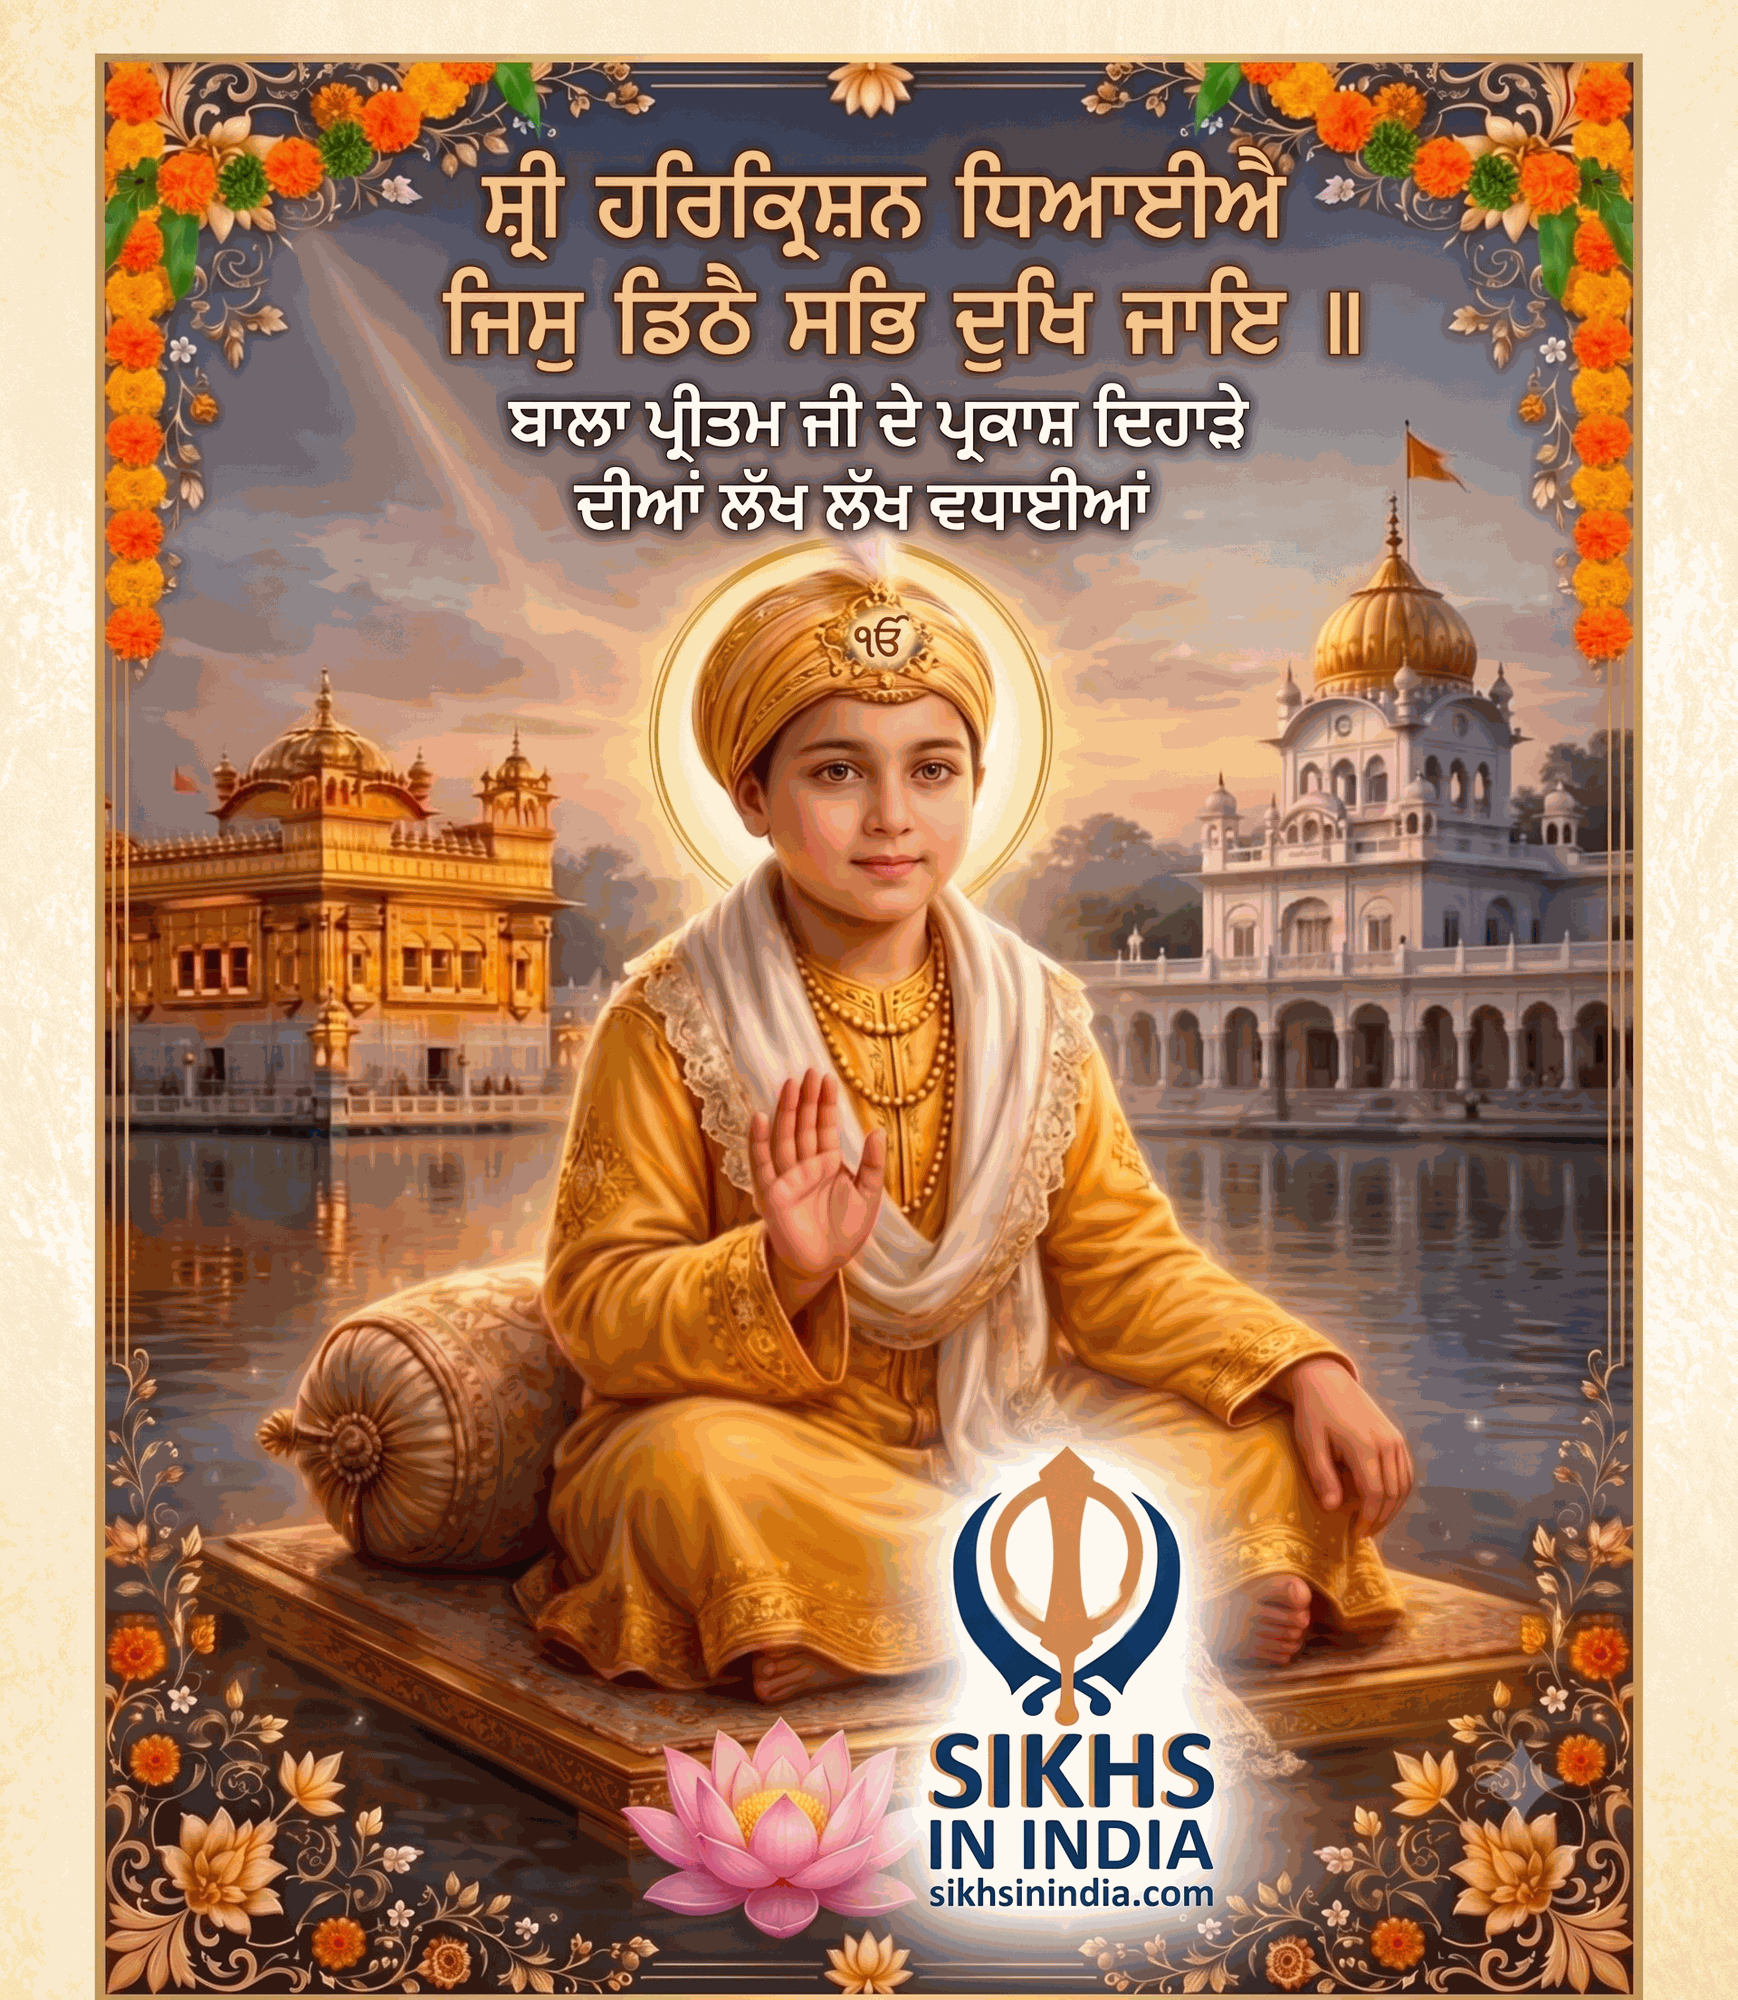 ਸ਼੍ਰੀ ਹਰਿਕ੍ਰਿਸ਼ਨ ਧਿਆਈਐ
ਜਿਸੁ ਡਿਠੈ ਸਭਿ ਦੁਖਿ ਜਾਇ ॥
ਬਾਲਾ ਪ੍ਰੀਤਮ ਜੀ ਦੇ ਪ੍ਰਕਾਸ਼ ਦਿਹਾੜੇ
ਦੀਆਂ ਲੱਖ ਲੱਖ ਵਧਾਈਆਂ
ੴ
SIKHS
IN INDIA
sikhsinindia.com